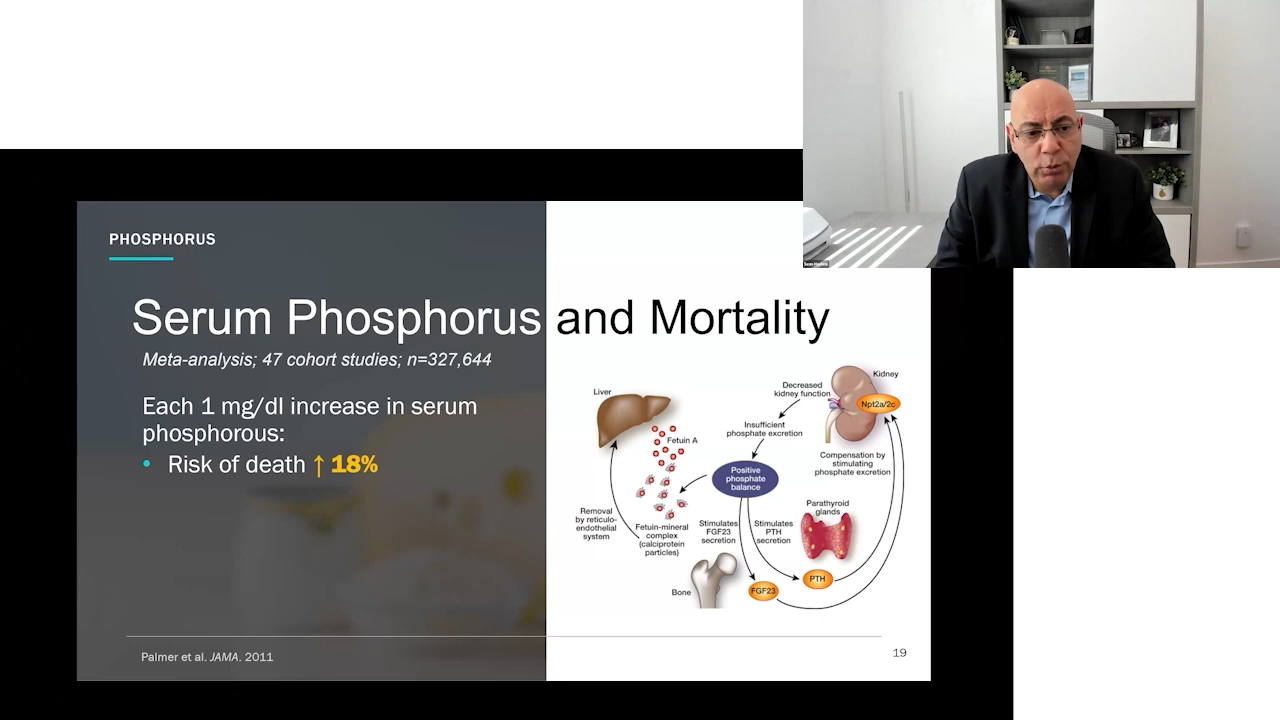 PHOSPHORUS
Serum Phosphorus and Mortality
Meta-analysis; 47 cohort studies; n=327,644
Each 1 mg/dl increase in serum
phosphorous:
• Risk of death ↑ 18%
Liver
Fetuin A
Decreased
kidney function
Kidney
Npt2a/2c
Insufficient
phosphate excretion
Compensation by
stimulating
phosphate excretion
Positive
phosphate
balance
Parathyroid
glands
Removal
by reticulo-
endothelial
system
Fetuin-mineral
complex
(calciprotein
particles)
Stimulates
FGF23
secretion
Stimulates
PTH
secretion
Bone
FGF23
PTH
Palmer et al. JAMA. 2011
19